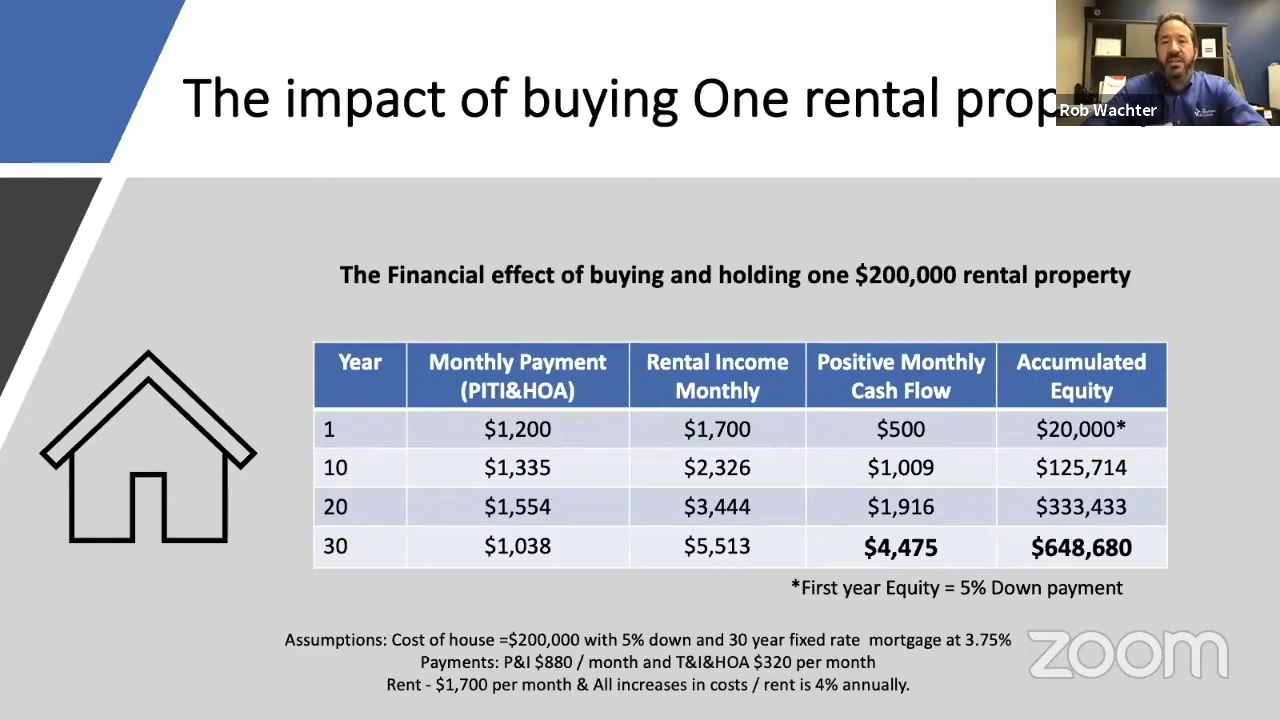 The impact of buying One rental prop
Rob Wachter
The Financial effect of buying and holding one $200,000 rental property
Year Monthly Payment (PITI&HOA) Rental Income Monthly Positive Monthly Cash Flow Accumulated Equity
1 $1,200 $1,700 $500 $20,000*
10 $1,335 $2,326 $1,009 $125,714
20 $1,554 $3,444 $1,916 $333,433
30 $1,038 $5,513 $4,475 $648,680
*First year Equity = 5% Down payment
Assumptions: Cost of house =$200,000 with 5% down and 30 year fixed rate mortgage at 3.75%
Payments: P&I $880 / month and T&I&HOA $320 per month
Rent - $1,700 per month & All increases in costs / rent is 4% annually.
zoom